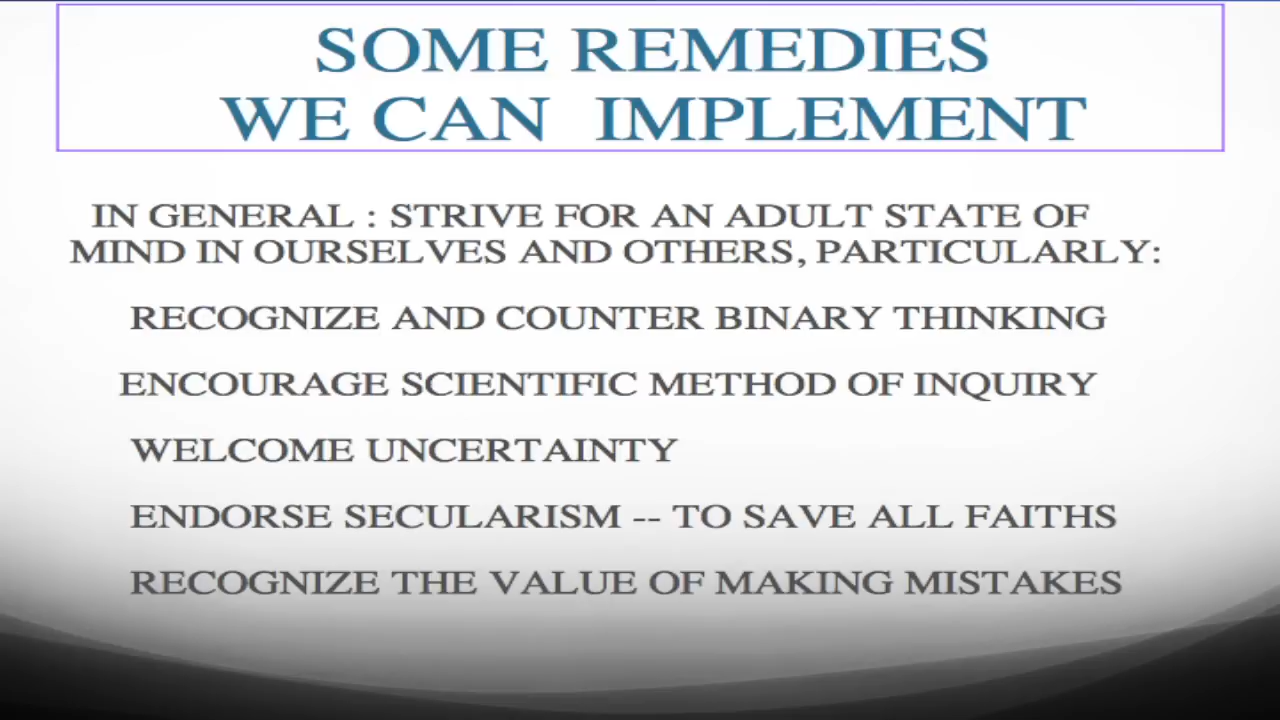 SOME REMEDIES
WE CAN IMPLEMENT
IN GENERAL : STRIVE FOR AN ADULT STATE OF
MIND IN OURSELVES AND OTHERS, PARTICULARLY:
RECOGNIZE AND COUNTER BINARY THINKING
ENCOURAGE SCIENTIFIC METHOD OF INQUIRY
WELCOME UNCERTAINTY
ENDORSE SECULARISM -- TO SAVE ALL FAITHS
RECOGNIZE THE VALUE OF MAKING MISTAKES